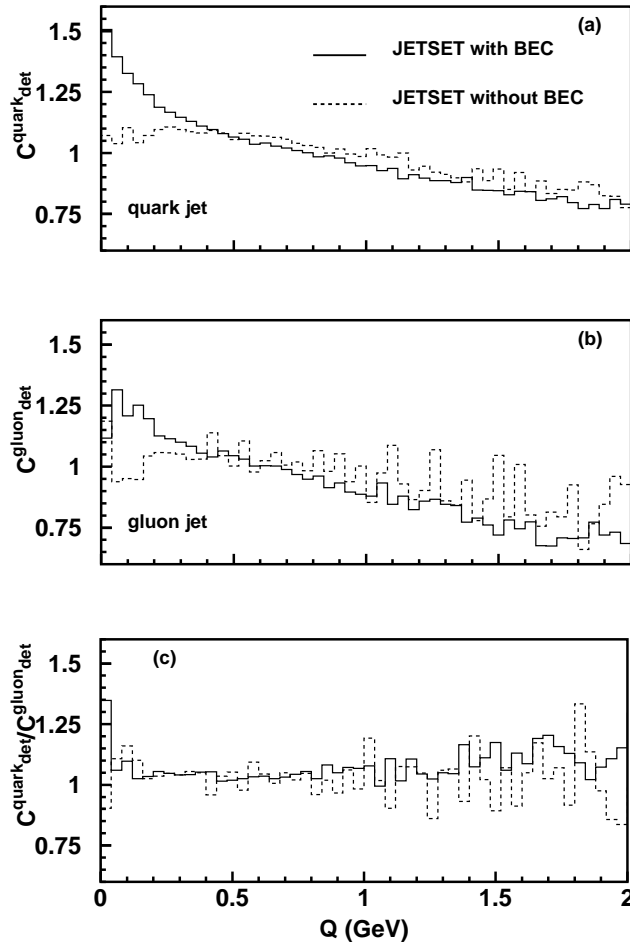 (a)
JETSET with BEC
JETSET without BEC
quark jet
C^quark_det
1.5
1.25
1
0.75
(b)
gluon jet
C^gluon_det
1.5
1.25
1
0.75
(c)
C^quark_det/C^gluon_det
1.5
1.25
1
0.75
0 0.5 1 1.5 2
Q (GeV)